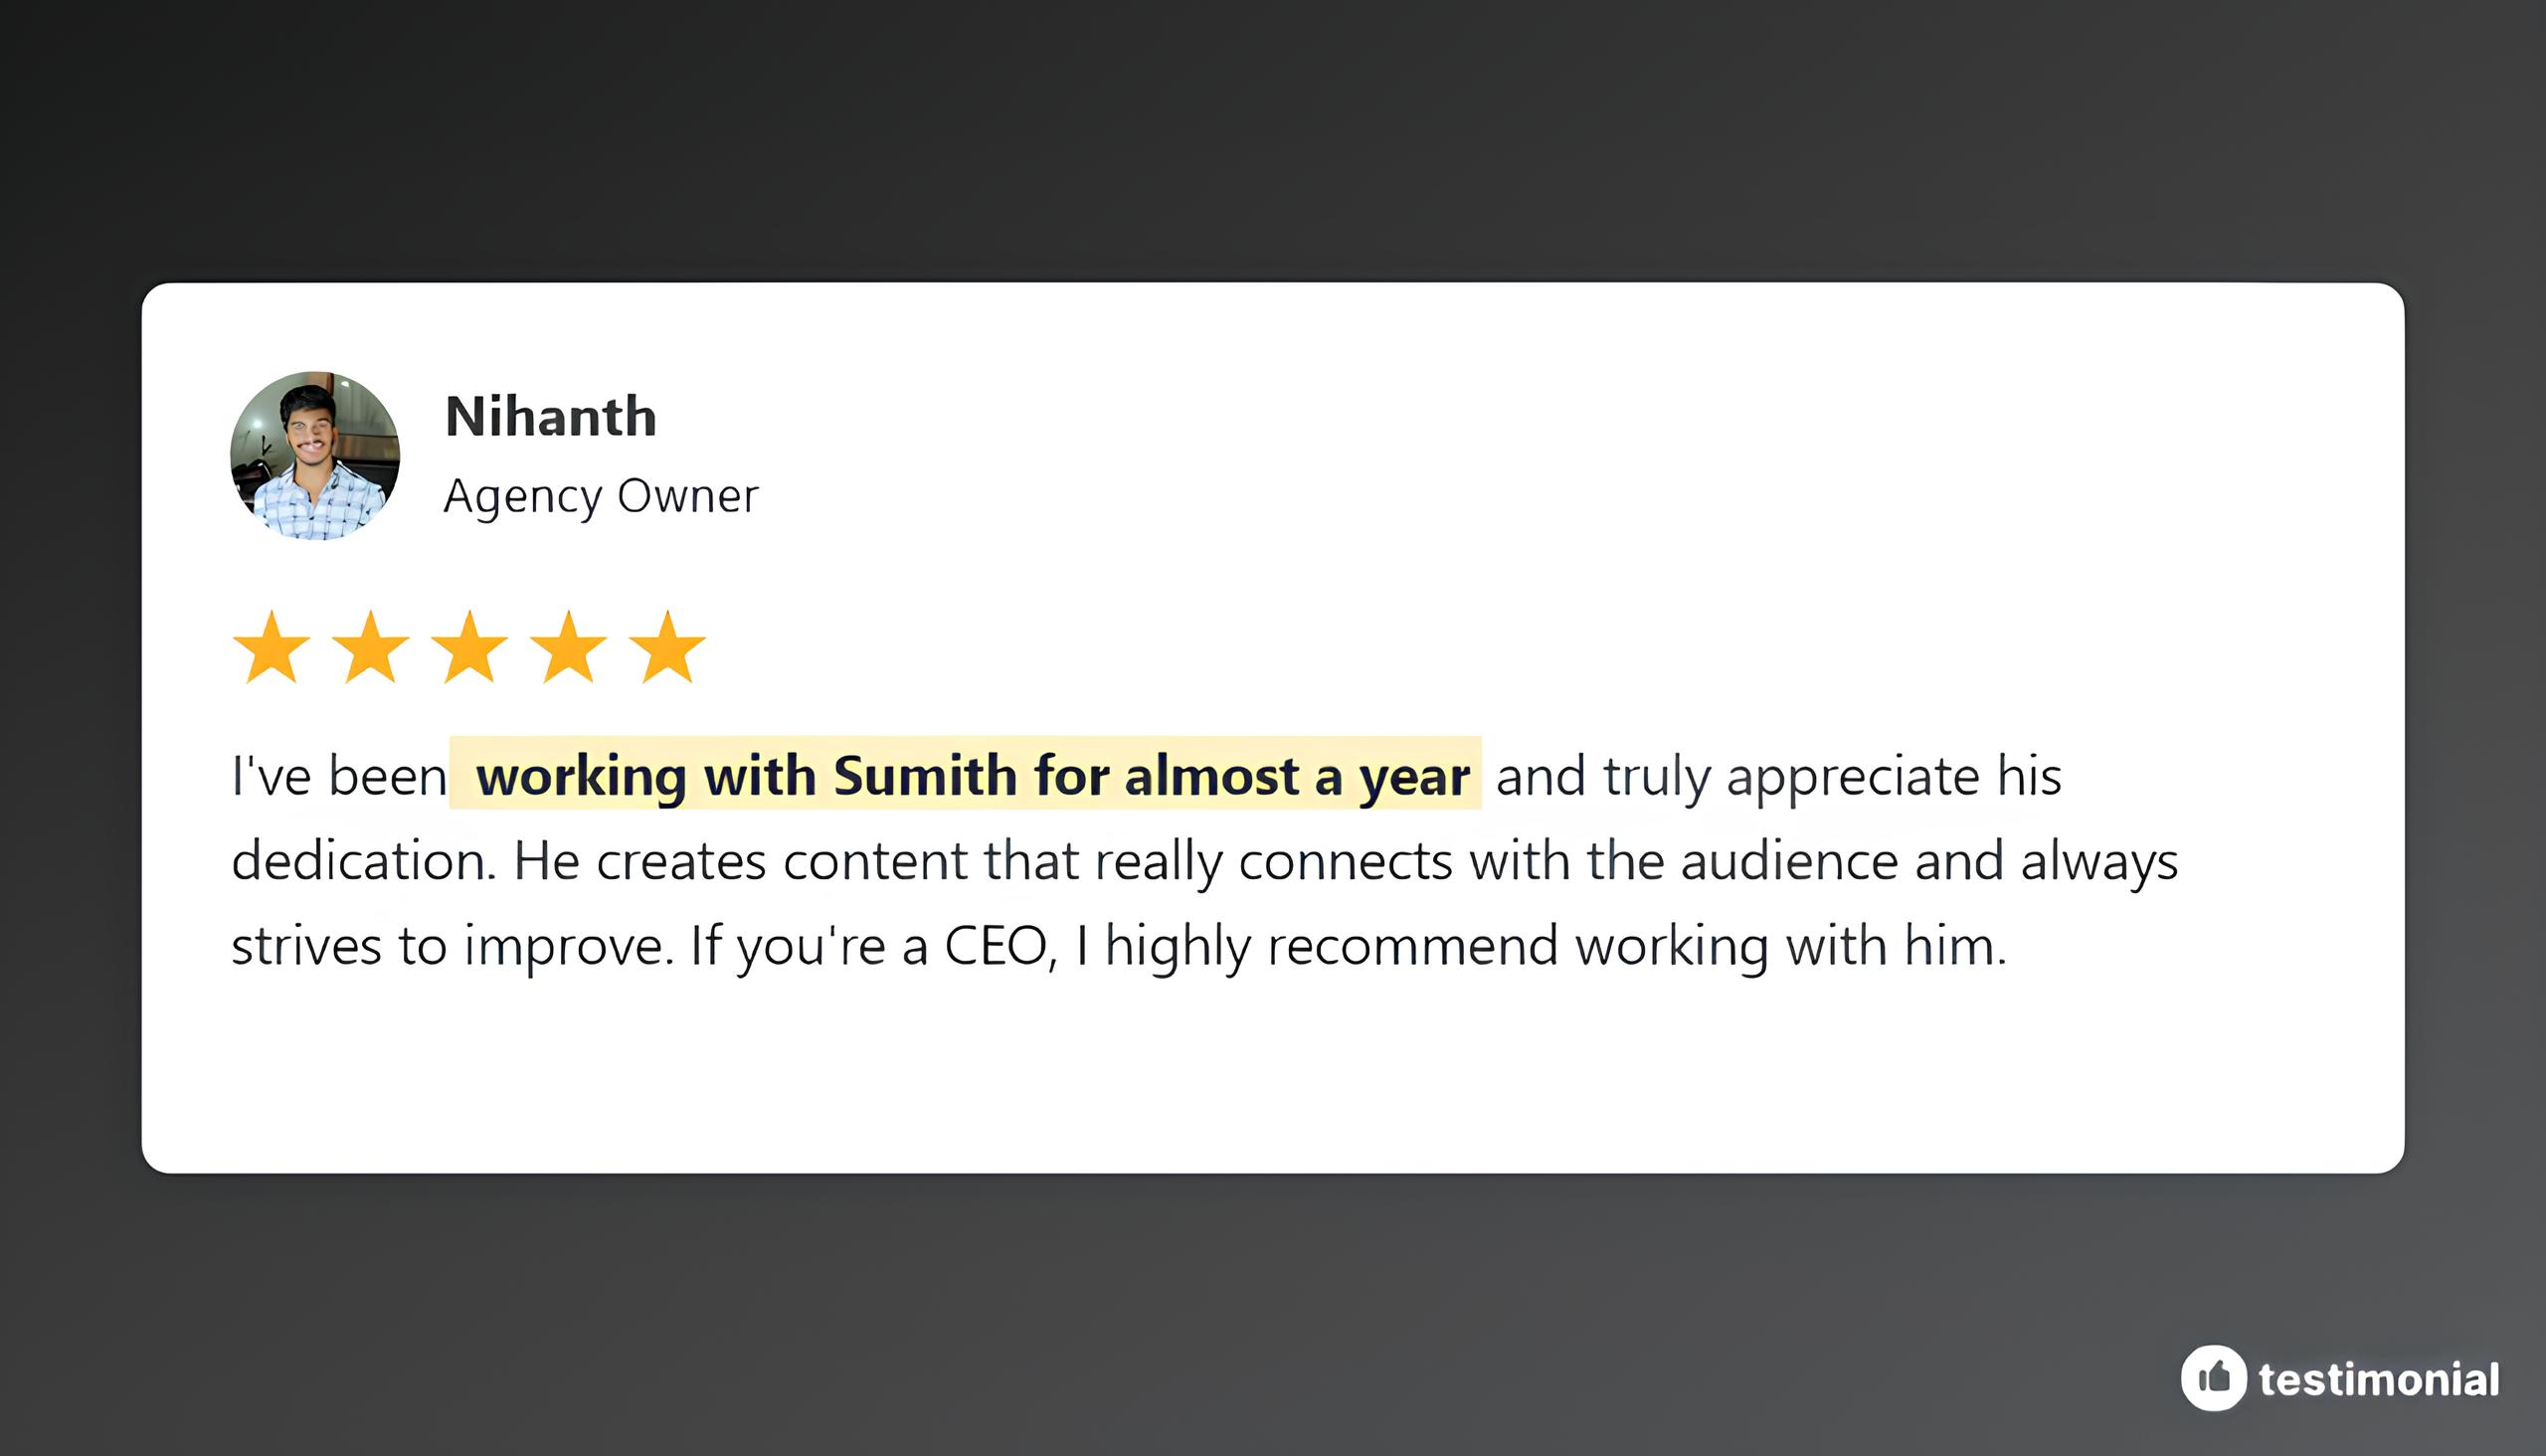 Nihanth
Agency Owner
I've been working with Sumith for almost a year and truly appreciate his
dedication. He creates content that really connects with the audience and always
strives to improve. If you're a CEO, I highly recommend working with him.
testimonial